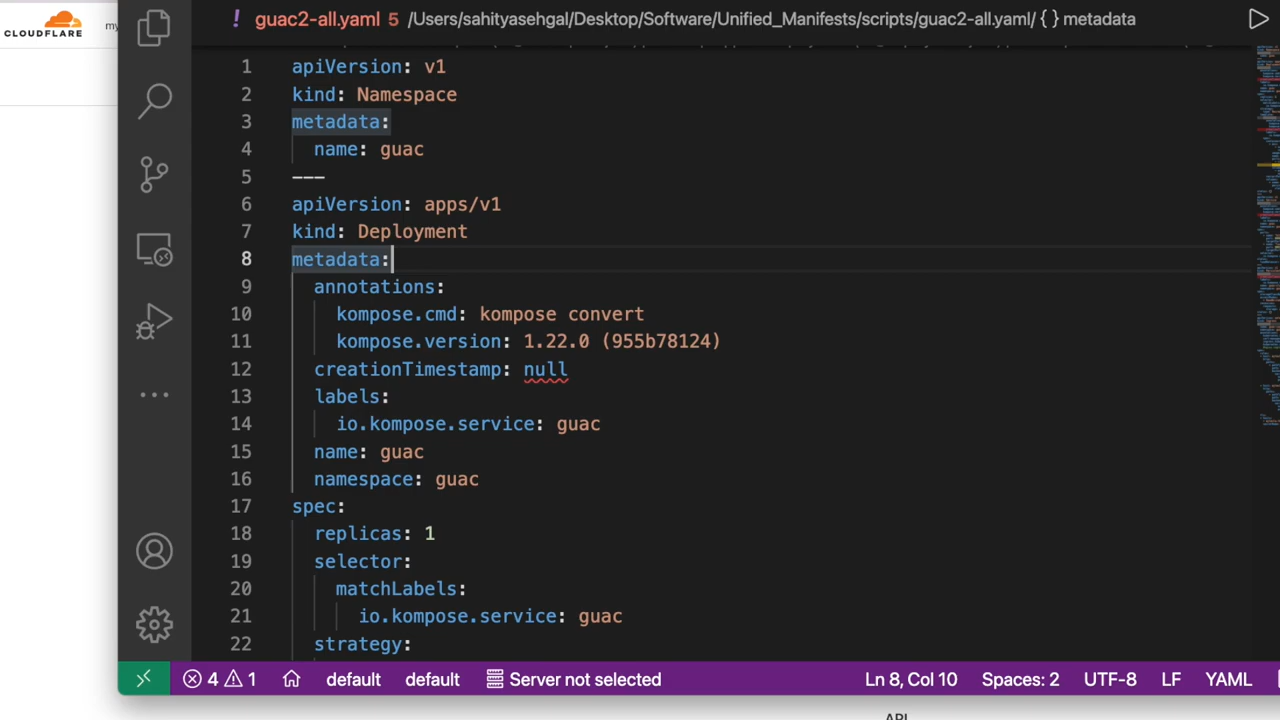 CLOUDFLARE
my
! guac2-all.yaml 5 /Users/sahityasehgal/Desktop/Software/Unified_Manifests/scripts/guac2-all.yaml/ { } metadata
1 apiVersion: v1
2 kind: Namespace
3 metadata:
4 name: guac
5 ---
6 apiVersion: apps/v1
7 kind: Deployment
8 metadata:
9 annotations:
10 kompose.cmd: kompose convert
11 kompose.version: 1.22.0 (955b78124)
12 creationTimestamp: null
13 labels:
14 io.kompose.service: guac
15 name: guac
16 namespace: guac
17 spec:
18 replicas: 1
19 selector:
20 matchLabels:
21 io.kompose.service: guac
22 strategy:
4 1 default default Server not selected Ln 8, Col 10 Spaces: 2 UTF-8 LF YAML
API